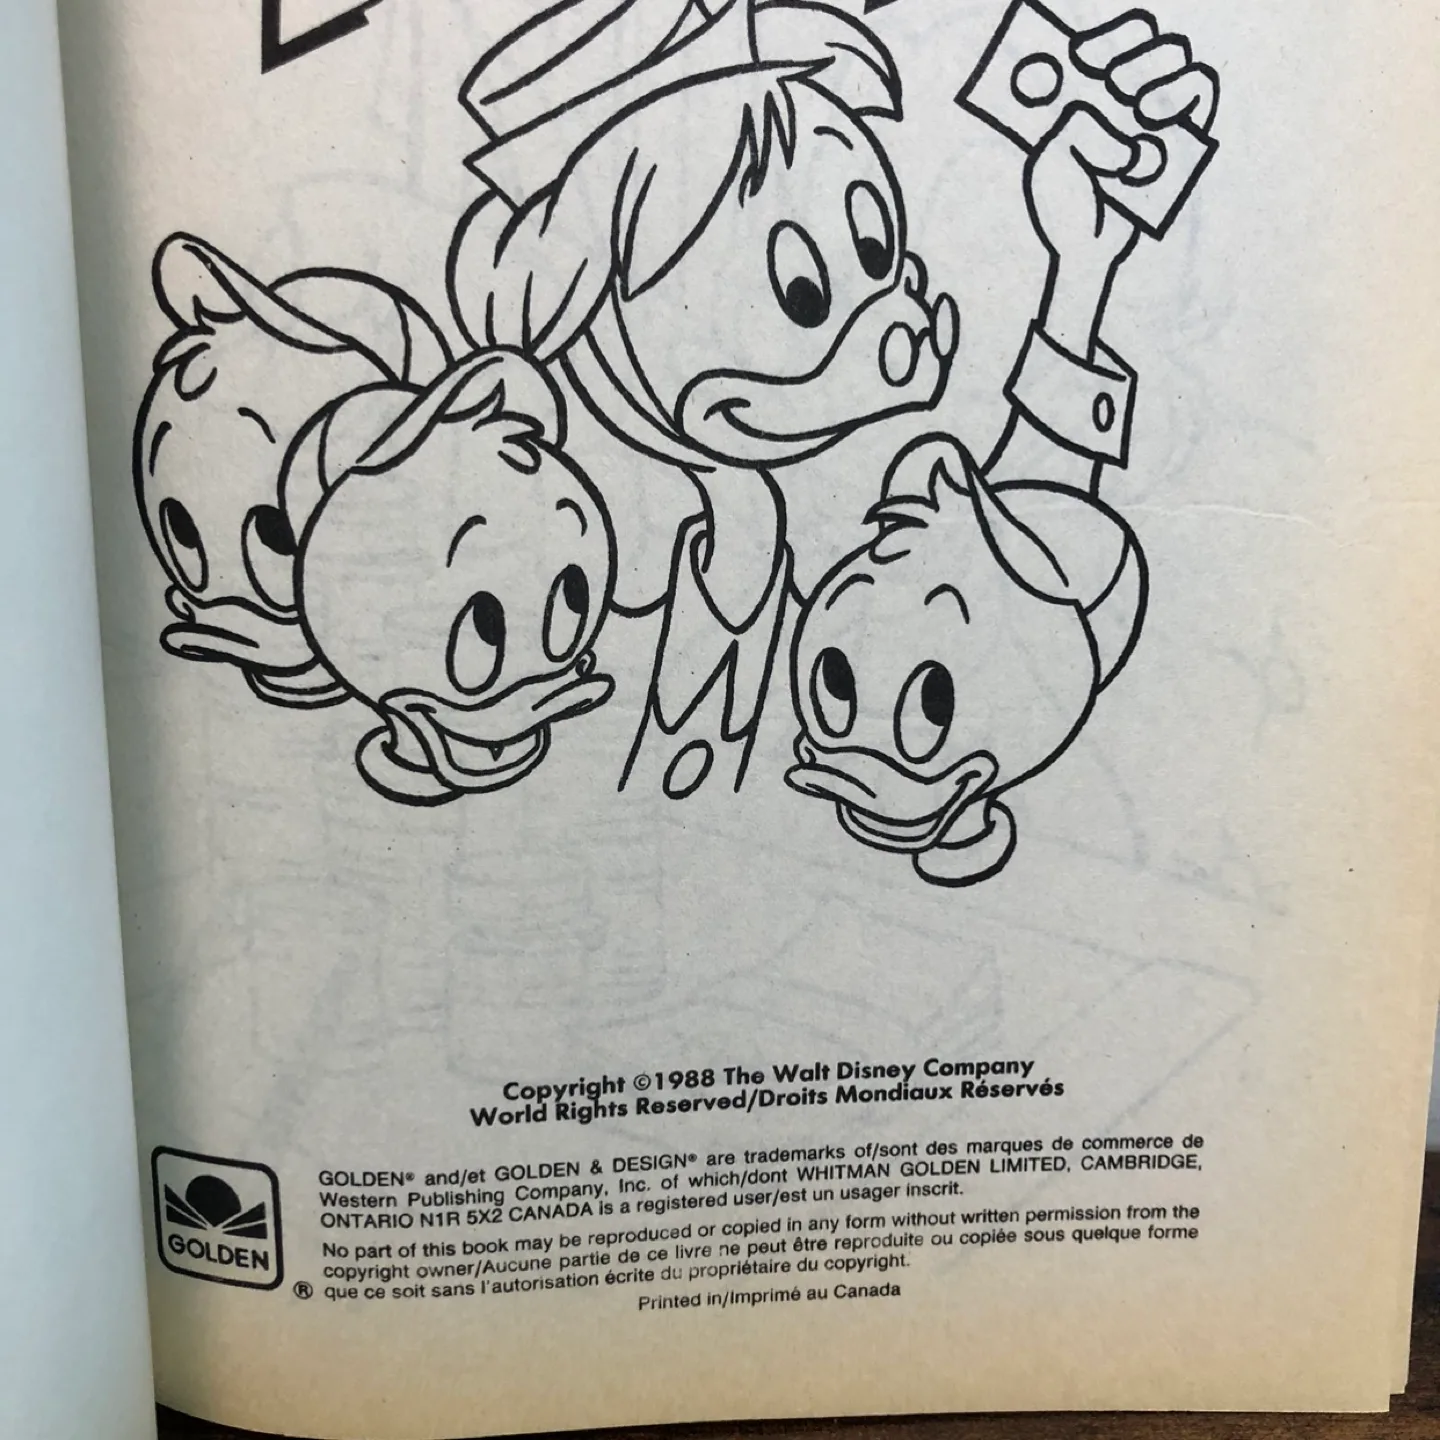 Copyright ©1988 The Walt Disney Company
World Rights Reserved/Droits Mondiaux Réservés
GOLDEN® and/et GOLDEN & DESIGN® are trademarks of/sont des marques de commerce de
Western Publishing Company, Inc. of which/dont WHITMAN GOLDEN LIMITED, CAMBRIDGE,
ONTARIO N1R 5X2 CANADA is a registered user/est un usager inscrit.
No part of this book may be reproduced or copied in any form without written permission from the
copyright owner/Aucune partie de ce livre ne peut être reproduite ou copiée sous quelque forme
que ce soit sans l'autorisation écrite du propriétaire du copyright.
Printed in/Imprimé au Canada
GOLDEN
®